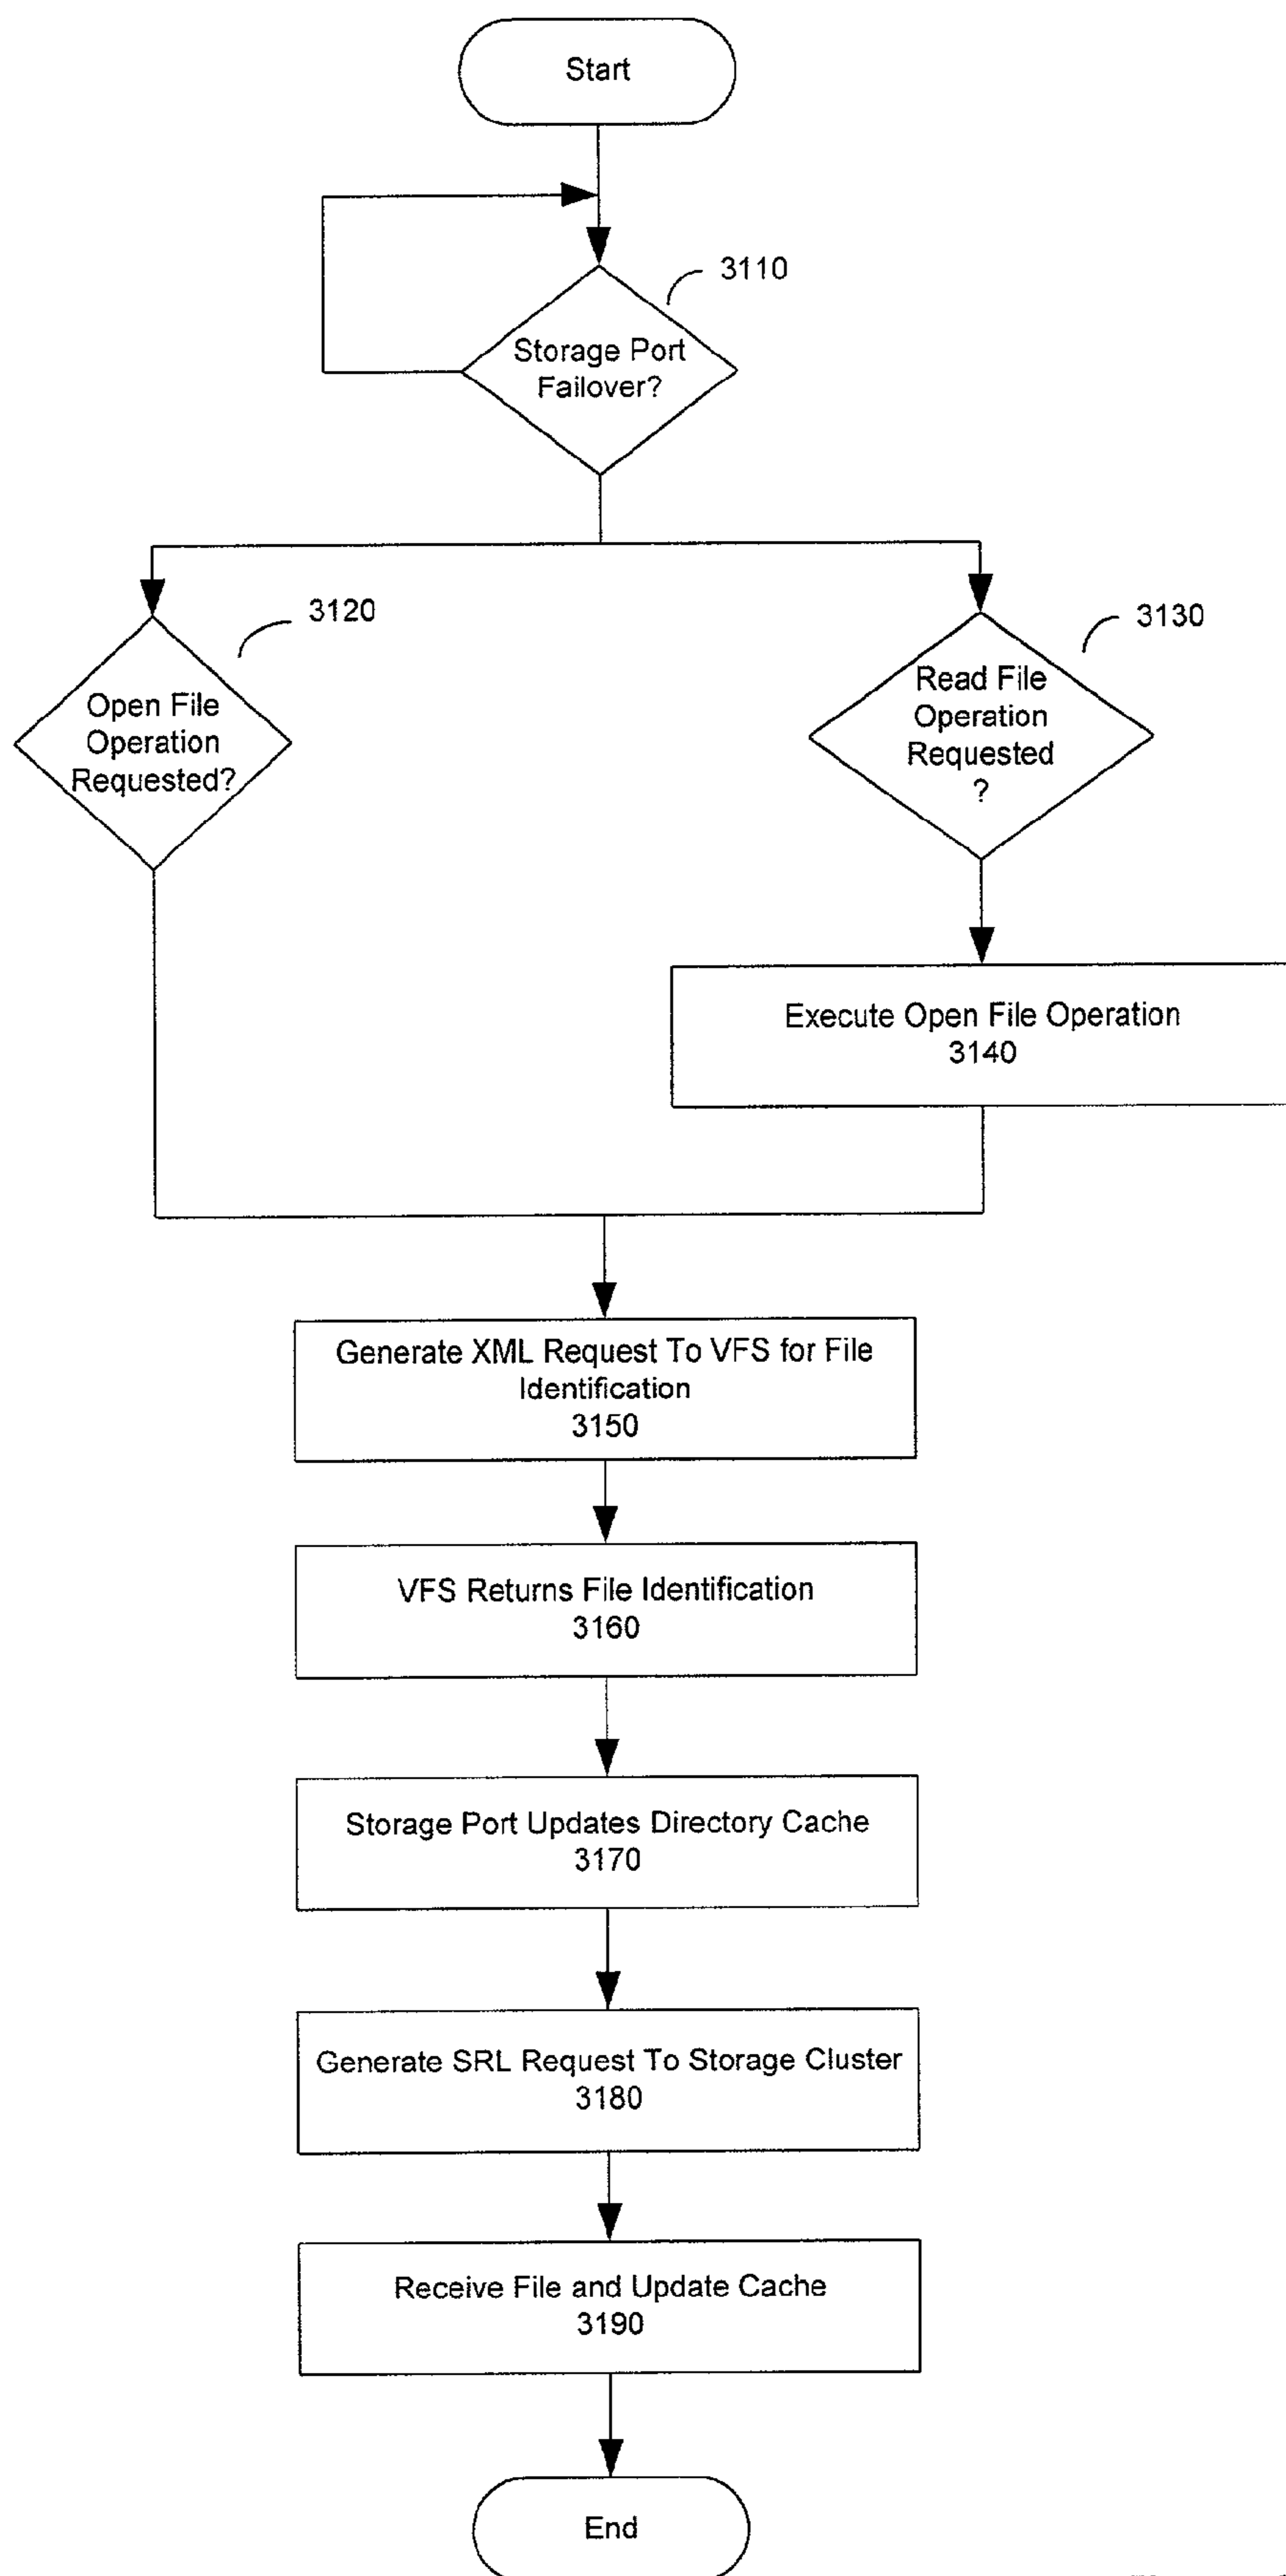 Start
3110
Storage Port
Failover?
3120
3130
Open File
Operation
Requested?
Read File
Operation
Requested
?
Execute Open File Operation
3140
Generate XML Request To VFS for File
Identification
3150
VFS Returns File Identification
3160
Storage Port Updates Directory Cache
3170
Generate SRL Request To Storage Cluster
3180
Receive File and Update Cache
3190
End